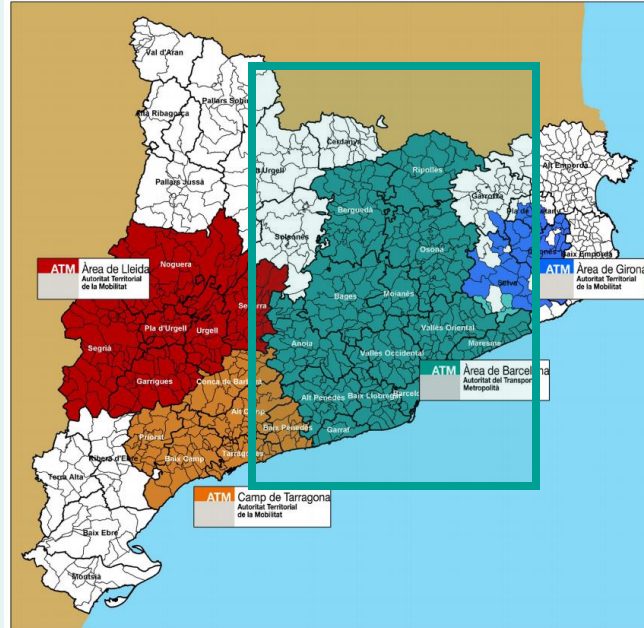 Val d'Aran
Alta Ribagorça
Pallars Sobirà
Cerdanya
Alt Urgell
Ripollès
Alt Empordà
Garrotxa
Pallars Jussà
Berguedà
Pla de l'Estany
Solsonès
Osona
Gironès
Baix Empordà
Noguera
ATM Àrea de Lleida
Autoritat Territorial
de la Mobilitat
ATM Àrea de Girona
Autoritat Territorial
de la Mobilitat
Selva
Segarra
Bages
Moianès
Pla d'Urgell
Urgell
Vallès Oriental
Segrià
Anoia
Maresme
Vallès Occidental
Garrigues
Conca de Barberà
ATM Àrea de Barcelona
Autoritat del Transport
Metropolità
Alt Penedès
Baix Llobregat
Barcelonès
Alt Camp
Priorat
Baix Penedès
Garraf
Ribera d'Ebre
Baix Camp
Tarragonès
Terra Alta
ATM Camp de Tarragona
Autoritat Territorial
de la Mobilitat
Baix Ebre
Montsià